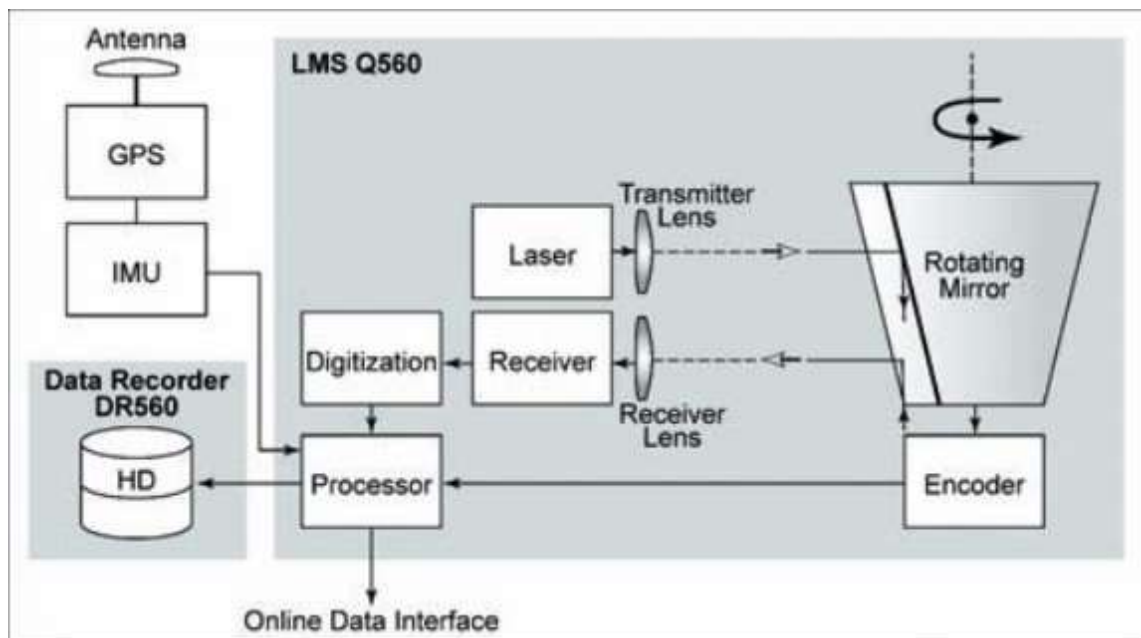 Antenna
LMS Q560
GPS
Transmitter
Lens
Laser
IMU
Rotating
Mirror
Digitization
Receiver
Data Recorder
DR560
Receiver
Lens
HD
Processor
Encoder
Online Data Interface